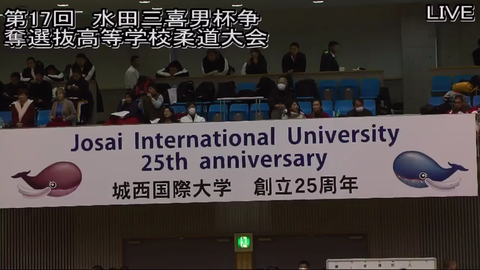 第17回 水田三喜男杯争
奪選抜高等学校柔道大会
LIVE
Josai International University
25th anniversary
城西国際大学 創立25周年